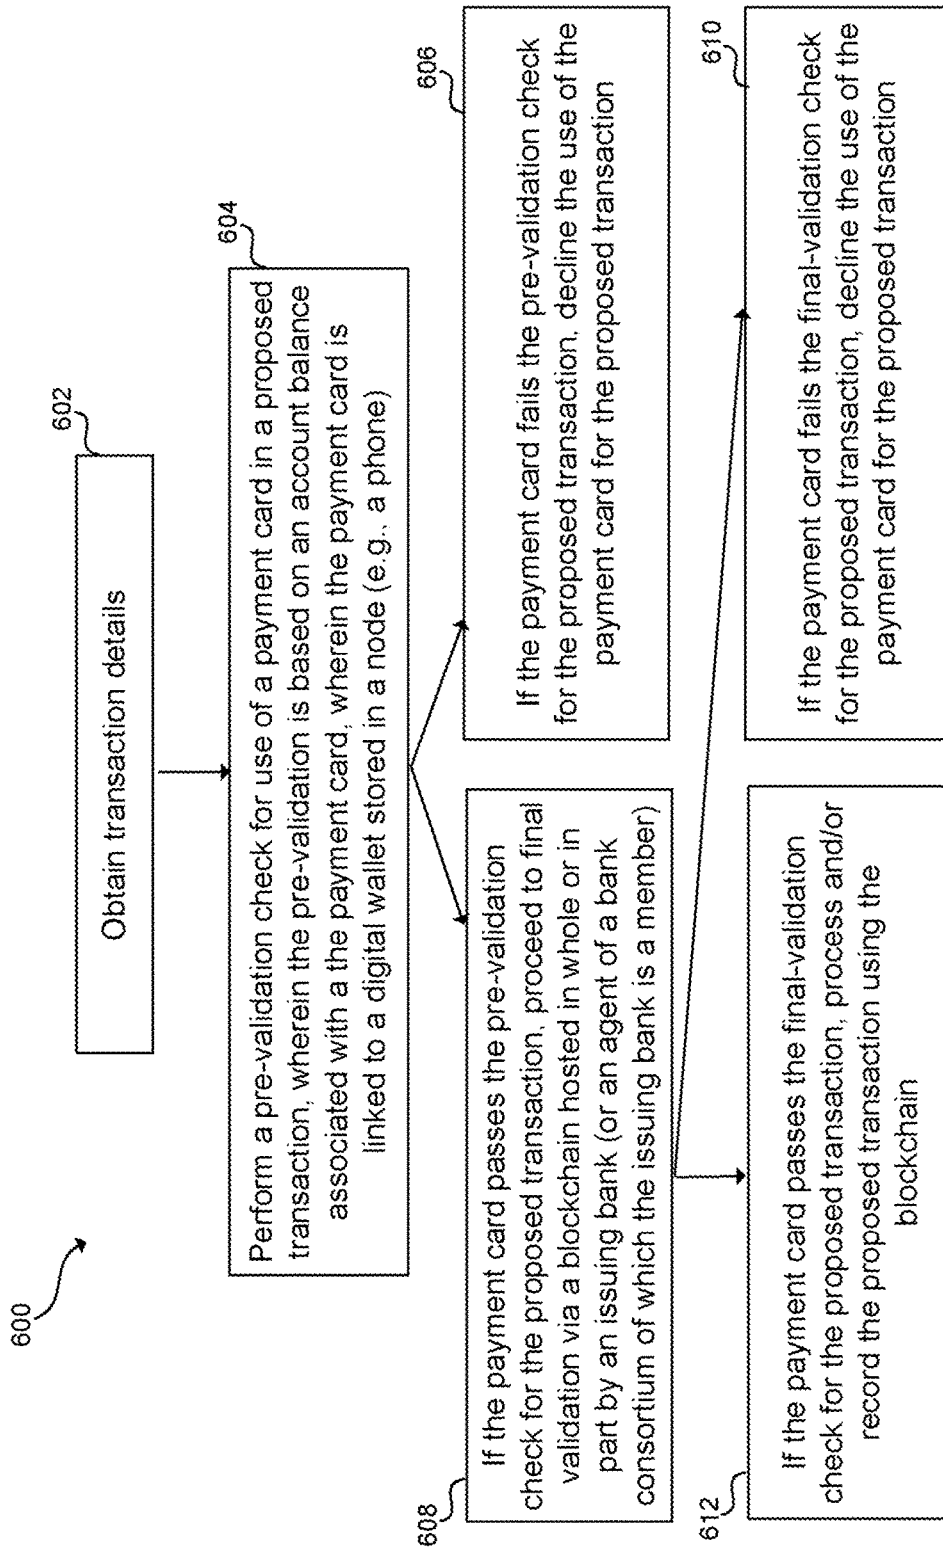 600
602
Obtain transaction details
604
Perform a pre-validation check for use of a payment card in a proposed
transaction, wherein the pre-validation is based on an account balance
associated with a the payment card, wherein the payment card is
linked to a digital wallet stored in a node (e.g., a phone)
608
If the payment card passes the pre-validation
check for the proposed transaction, proceed to final
validation via a blockchain hosted in whole or in
part by an issuing bank (or an agent of a bank
consortium of which the issuing bank is a member)
606
If the payment card fails the pre-validation check
for the proposed transaction, decline the use of the
payment card for the proposed transaction
612
If the payment card passes the final-validation
check for the proposed transaction, process and/or
record the proposed transaction using the
blockchain
610
If the payment card fails the final-validation check
for the proposed transaction, decline the use of the
payment card for the proposed transaction